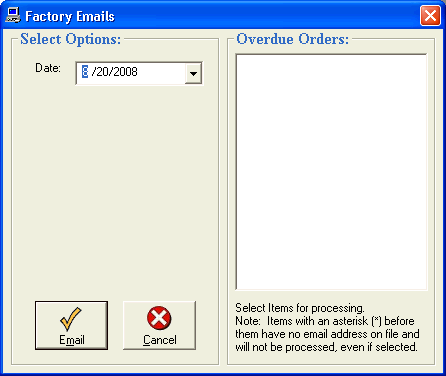 Factory Emails
Select Options:
Date: 8 /20/2008
Email
Cancel
Overdue Orders:
Select Items for processing.
Note: Items with an asterisk (*) before
them have no email address on file and
will not be processed, even if selected.